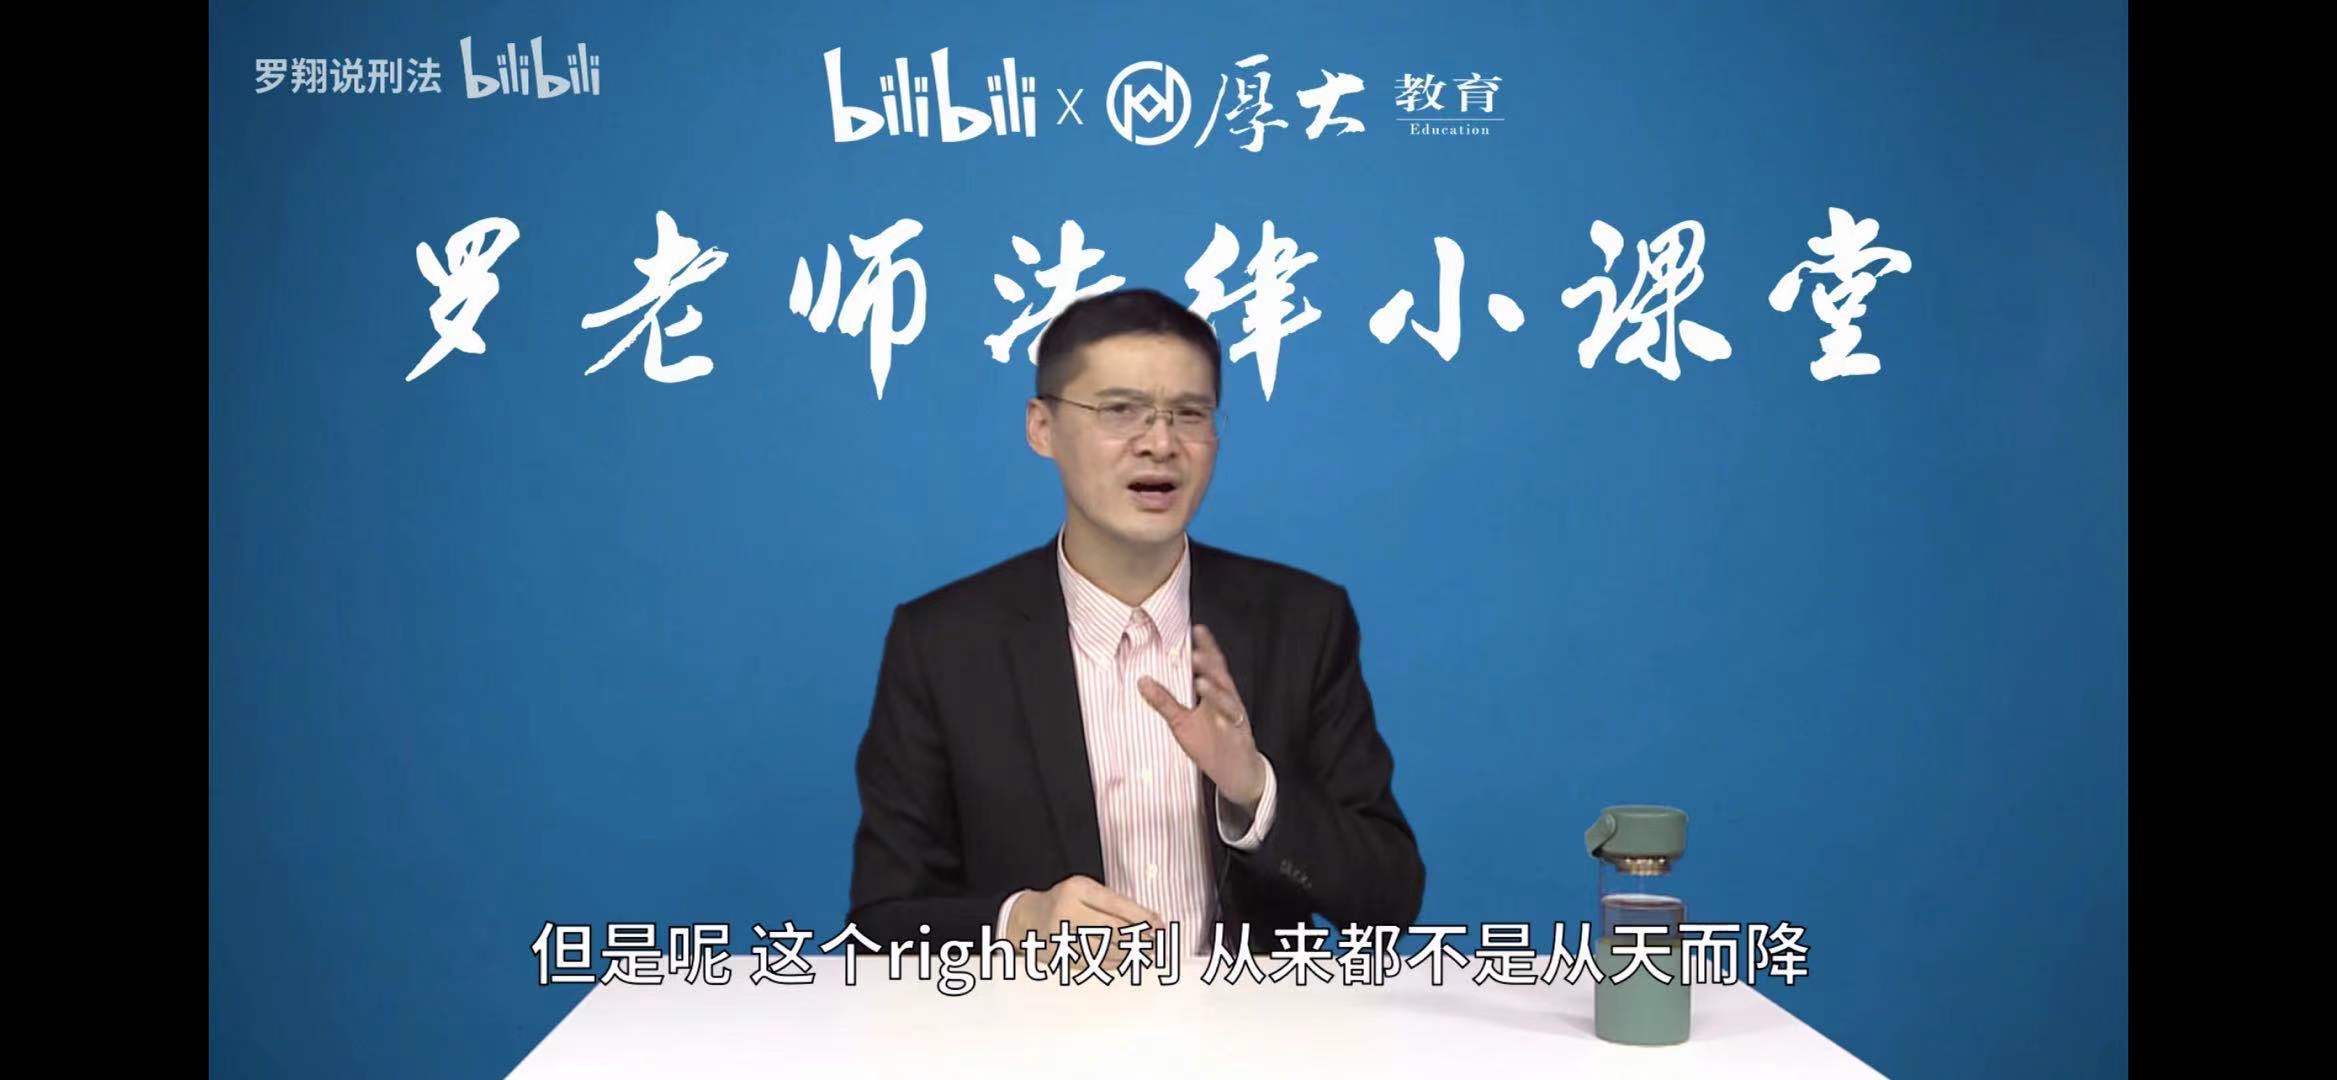 罗翔说刑法 bilibili
bilibili X 厚大 教育
Education
罗老师法律小课堂
但是呢 这个right权利 从来都不是从天而降